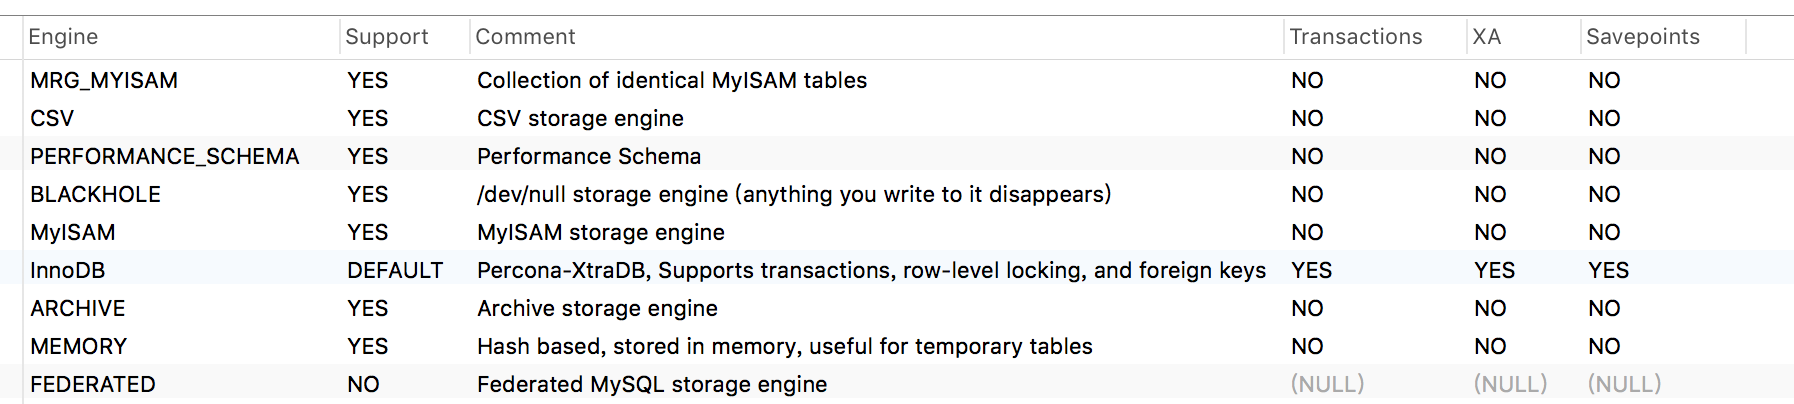 Engine Support Comment Transactions XA Savepoints
MRG_MYISAM YES Collection of identical MyISAM tables NO NO NO
CSV YES CSV storage engine NO NO NO
PERFORMANCE_SCHEMA YES Performance Schema NO NO NO
BLACKHOLE YES /dev/null storage engine (anything you write to it disappears) NO NO NO
MyISAM YES MyISAM storage engine NO NO NO
InnoDB DEFAULT Percona-XtraDB, Supports transactions, row-level locking, and foreign keys YES YES YES
ARCHIVE YES Archive storage engine NO NO NO
MEMORY YES Hash based, stored in memory, useful for temporary tables NO NO NO
FEDERATED NO Federated MySQL storage engine (NULL) (NULL) (NULL)